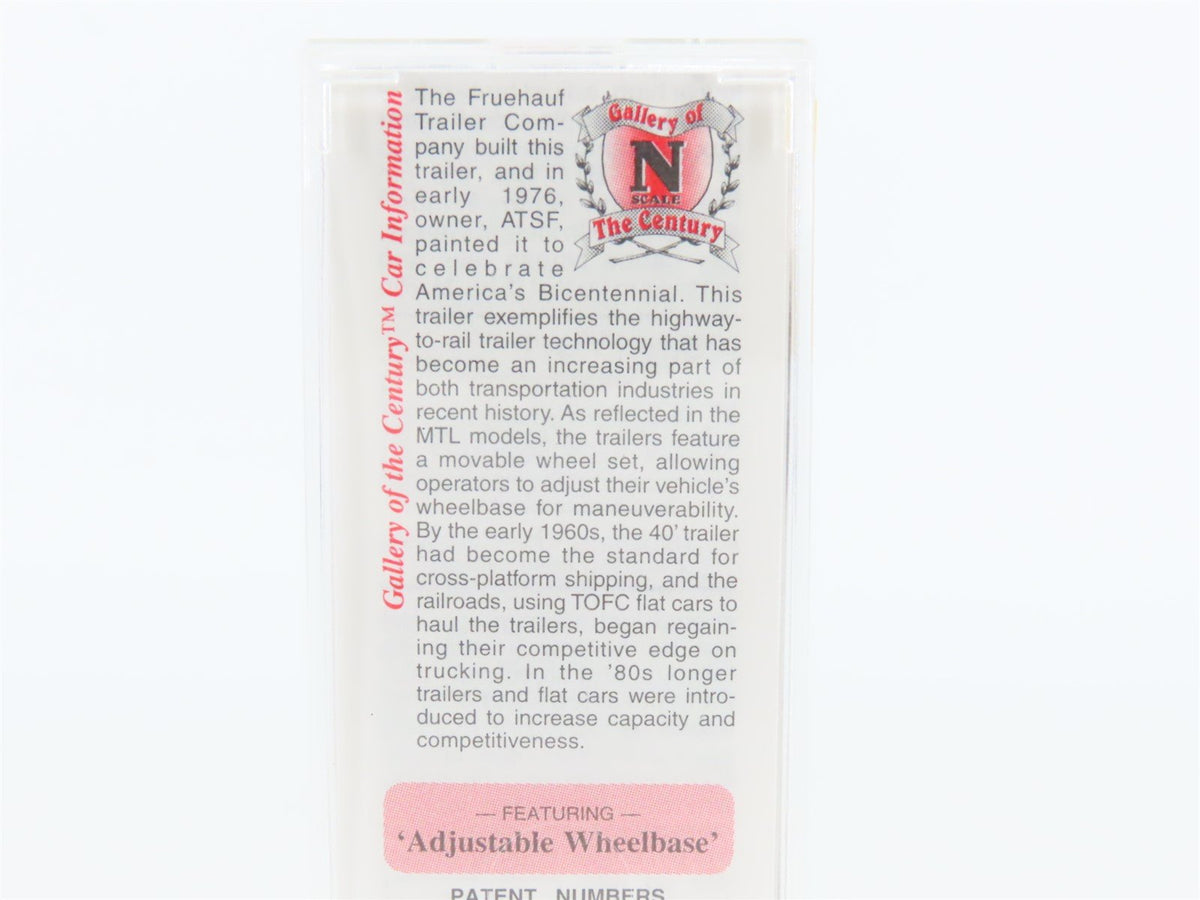 Gallery of the Century™ Car Information
The Fruehauf
Trailer Com-
pany built this
trailer, and in
early 1976,
owner, ATSF,
painted it to
celebrate
America's Bicentennial. This
trailer exemplifies the highway-
to-rail trailer technology that has
become an increasing part of
both transportation industries in
recent history. As reflected in the
MTL models, the trailers feature
a movable wheel set, allowing
operators to adjust their vehicle's
wheelbase for maneuverability.
By the early 1960s, the 40' trailer
had become the standard for
cross-platform shipping, and the
railroads, using TOFC flat cars to
haul the trailers, began regain-
ing their competitive edge on
trucking. In the '80s longer
trailers and flat cars were intro-
duced to increase capacity and
competitiveness.
Gallery of
N
SCALE
The Century
— FEATURING —
'Adjustable Wheelbase'
PATENT NUMBERS